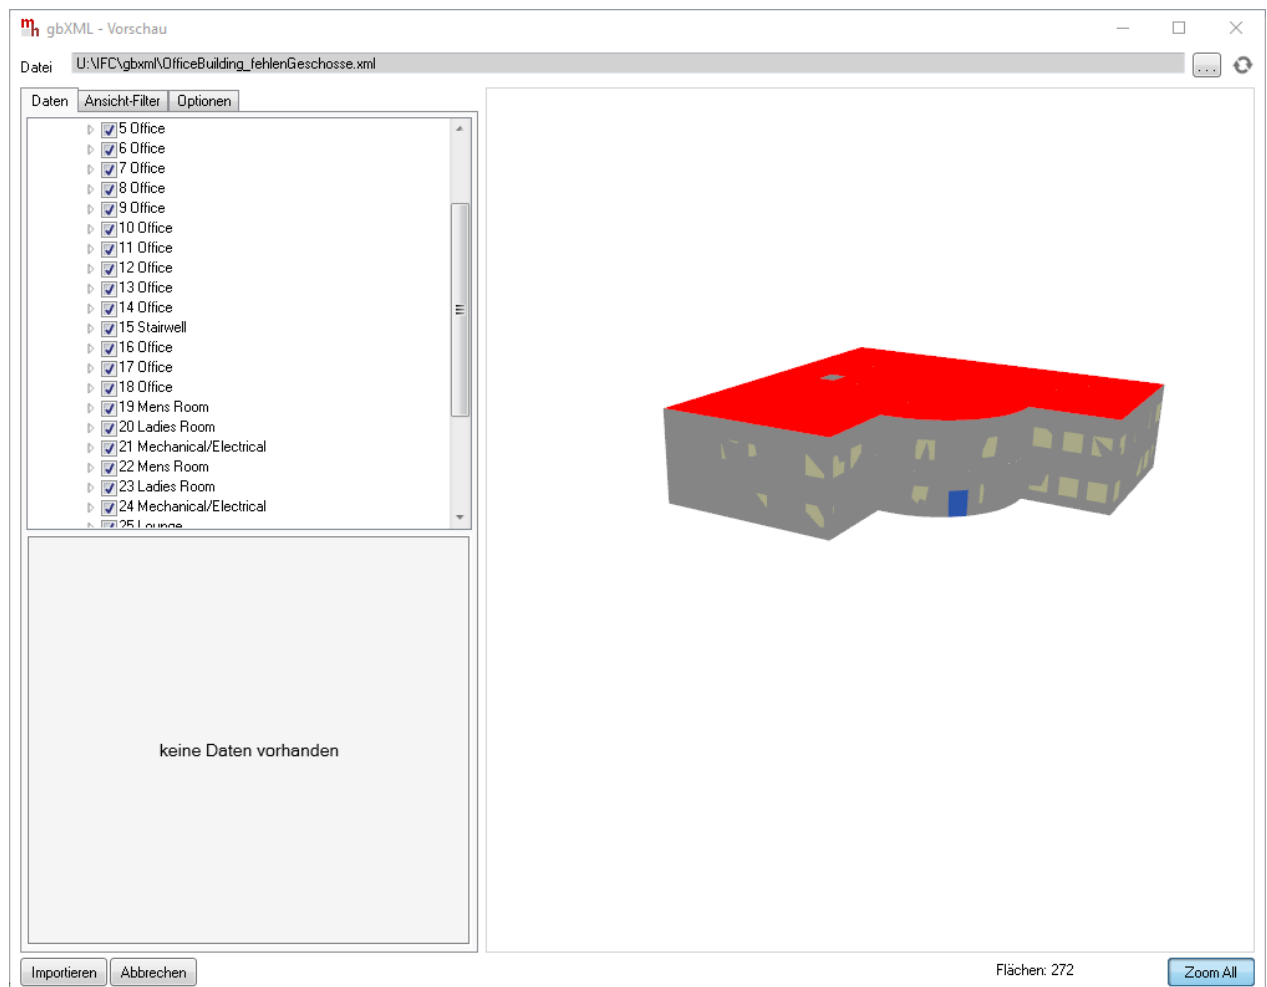 mh gbXML - Vorschau
Datei U:\IFC\gbxml\OfficeBuilding_fehlenGeschosse.xml ...
Daten Ansicht-Filter Optionen
5 Office
6 Office
7 Office
8 Office
9 Office
10 Office
11 Office
12 Office
13 Office
14 Office
15 Stairwell
16 Office
17 Office
18 Office
19 Mens Room
20 Ladies Room
21 Mechanical/Electrical
22 Mens Room
23 Ladies Room
24 Mechanical/Electrical
25 Lounge
keine Daten vorhanden
Importieren Abbrechen Flächen: 272 Zoom All